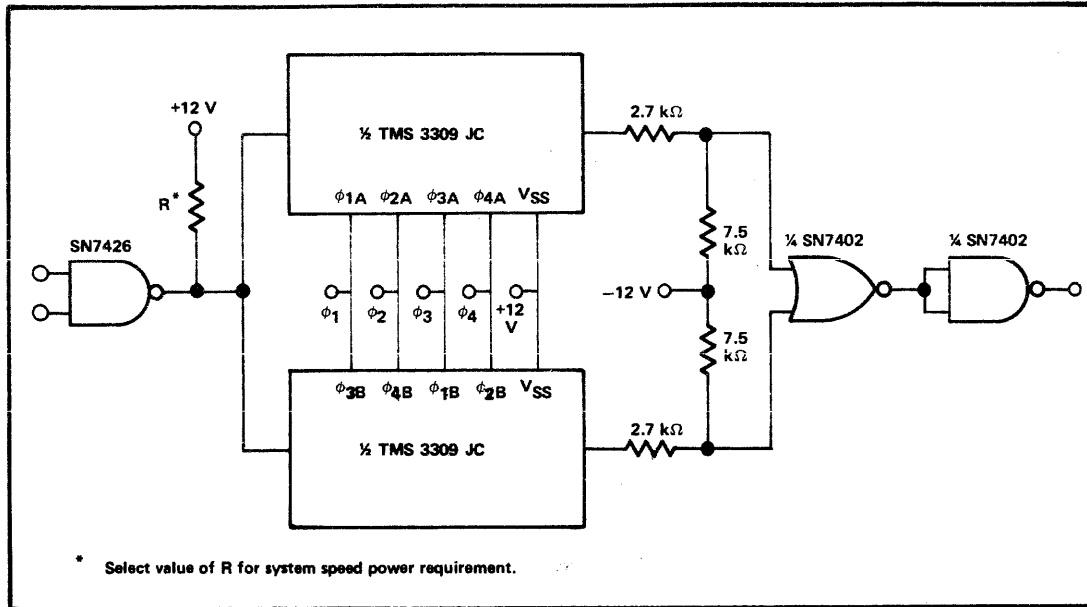 +12 V
R*
SN7426
½ TMS 3309 JC
ϕ1A ϕ2A ϕ3A ϕ4A VSS
ϕ1 ϕ2 ϕ3 ϕ4 +12 V
ϕ3B ϕ4B ϕ1B ϕ2B VSS
½ TMS 3309 JC
2.7 kΩ
7.5 kΩ
−12 V
7.5 kΩ
2.7 kΩ
¼ SN7402
¼ SN7402
* Select value of R for system speed power requirement.